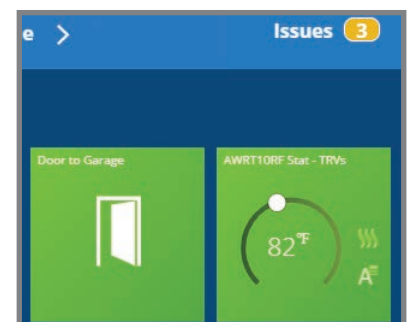 e >
Issues 3
Door to Garage
AWRT10RF Stat - TRVs
82°F
A